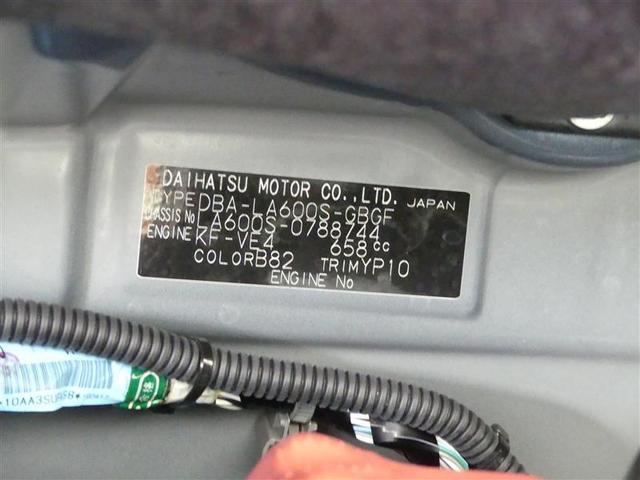 DAIHATSU MOTOR CO.,LTD. JAPAN
TYPE DBA-LA600S-GBGF
CHASSIS No LA600S-0788744
ENGINE KF-VE4 658cc
COLOR B82 TRIM YP10
ENGINE No